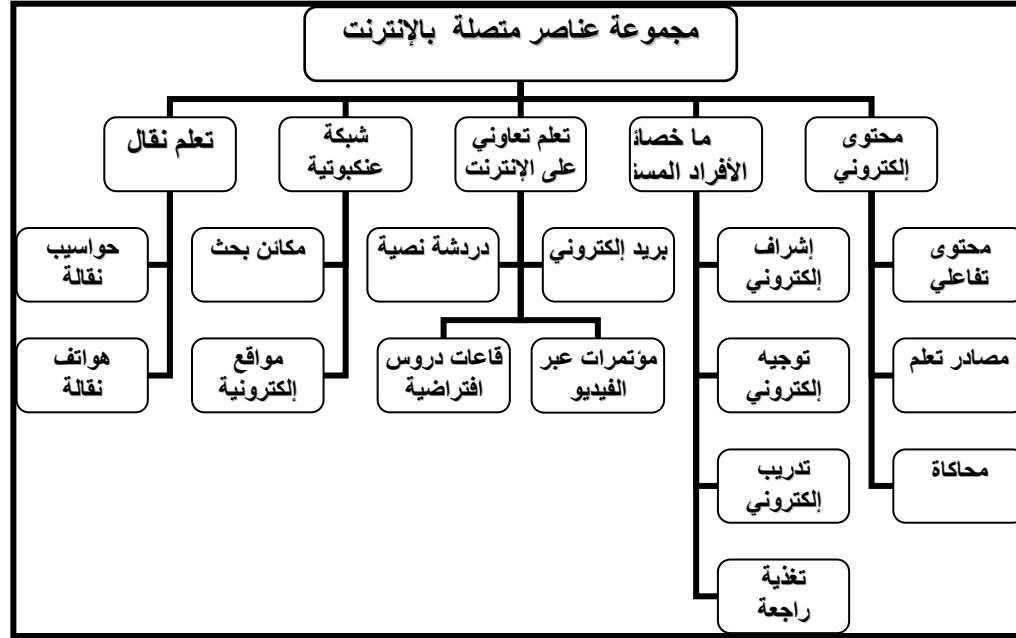 مجموعة عناصر متصلة بالإنترنت
محتوى
إلكتروني
ما خصائ
الأفراد المست
تعلم تعاوني
على الإنترنت
شبكة
عنكبوتية
تعلم نقال
محتوى
تفاعلي
إشراف
إلكتروني
بريد إلكتروني
دردشة نصية
مكائن بحث
حواسيب
نقالة
مصادر تعلم
توجيه
إلكتروني
مؤتمرات عبر
الفيديو
قاعات دروس
افتراضية
مواقع
إلكترونية
هواتف
نقالة
محاكاة
تدريب
إلكتروني
تغذية
راجعة